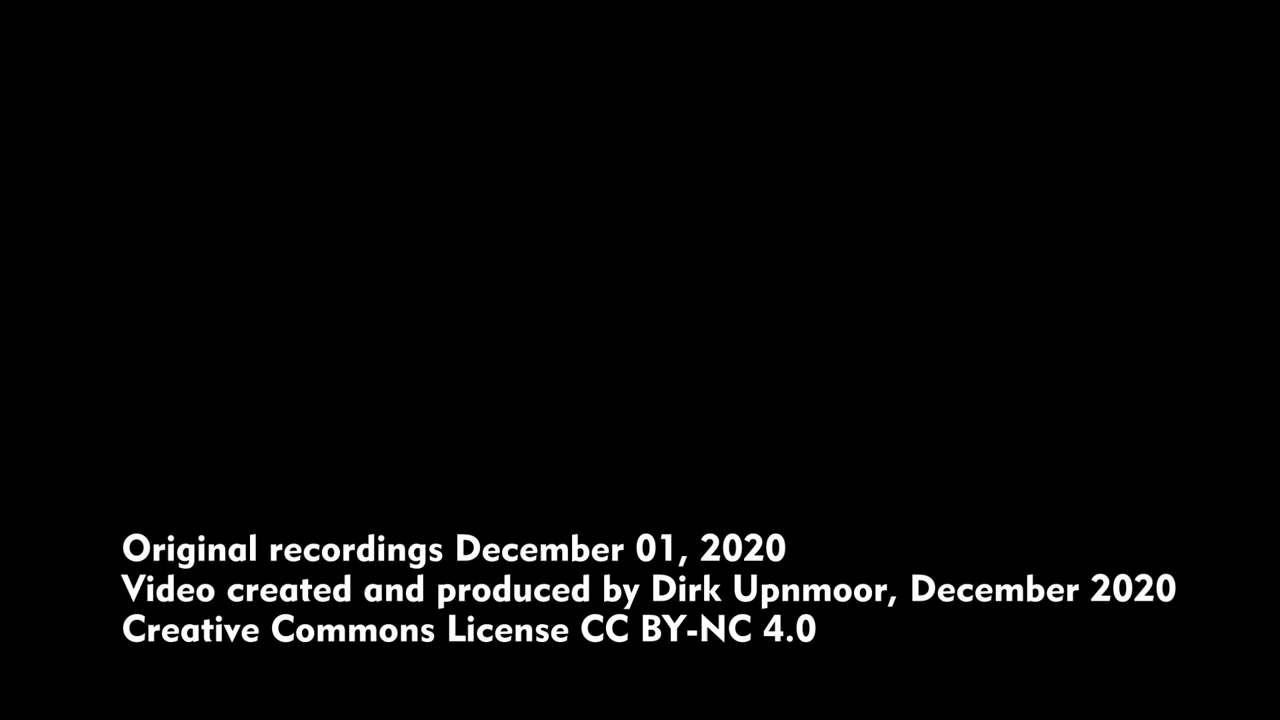 Original recordings December 01, 2020
Video created and produced by Dirk Upnmoor, December 2020
Creative Commons License CC BY-NC 4.0